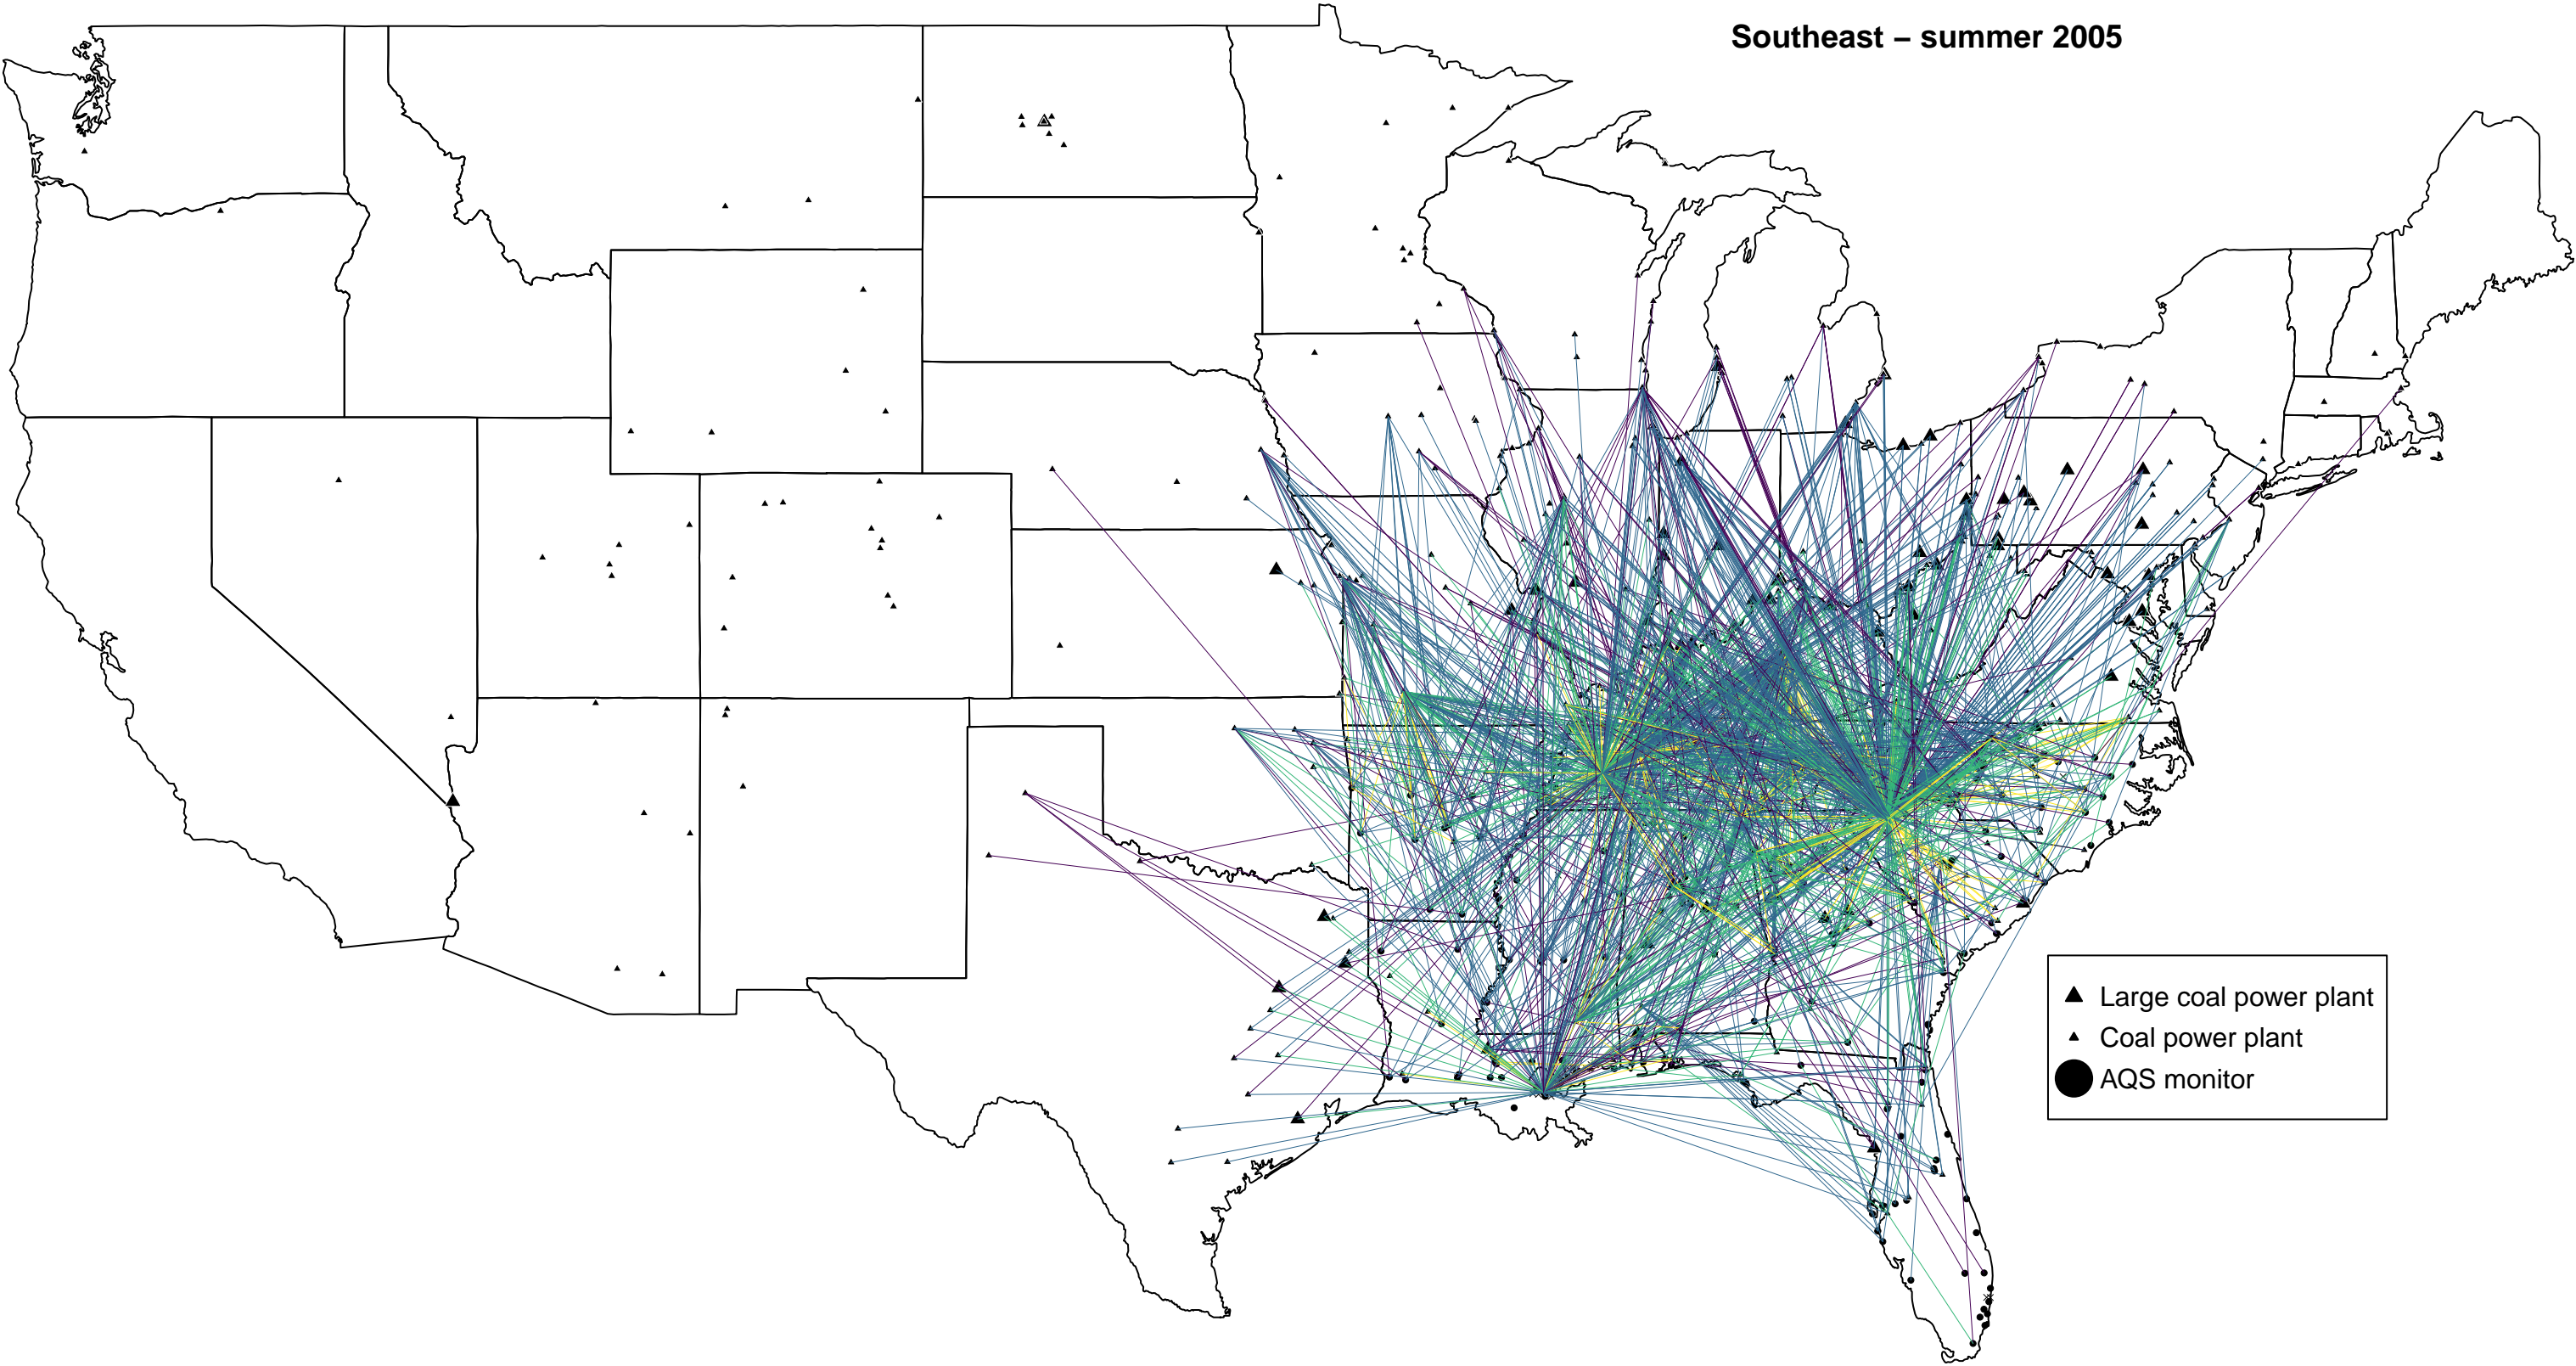 Southeast – summer 2005
Large coal power plant
Coal power plant
AQS monitor